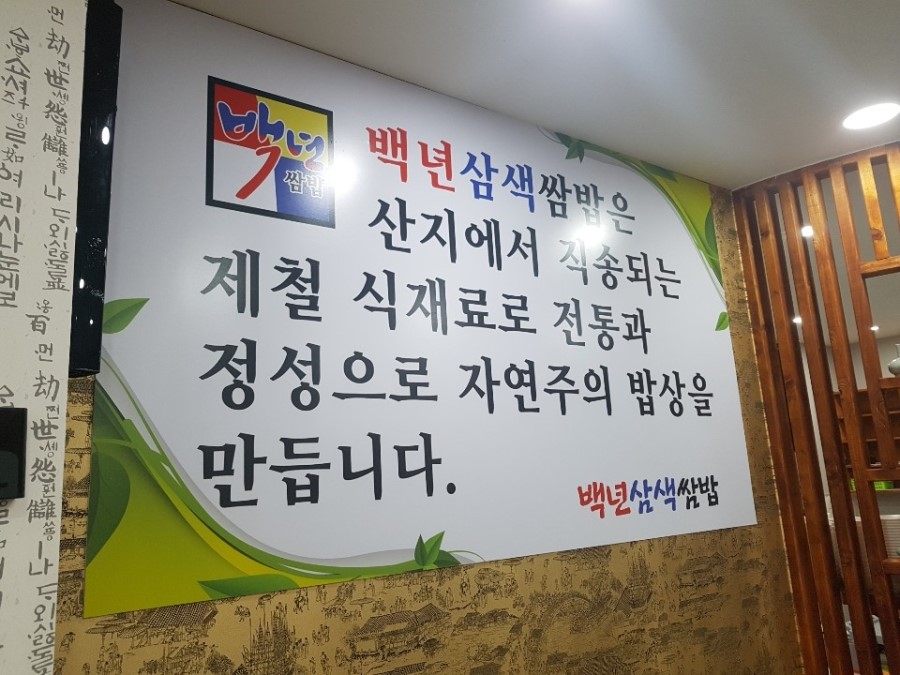 백년
쌈밥
백년삼색쌈밥은
산지에서 직송되는
제철 식재료로 전통과
정성으로 자연주의 밥상을
만듭니다.
백년삼색쌈밥